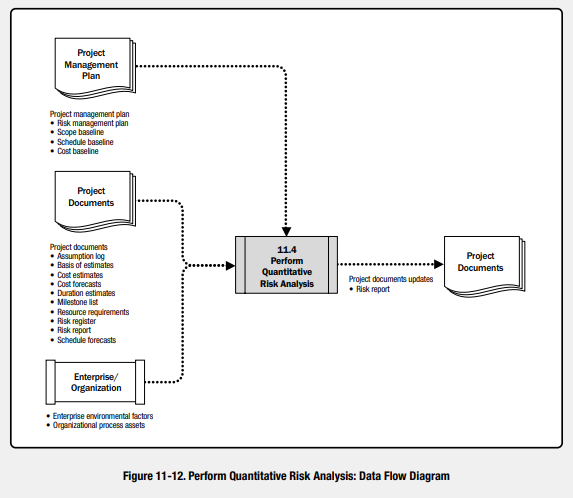 Project
Management
Plan
Project management plan
• Risk management plan
• Scope baseline
• Schedule baseline
• Cost baseline
Project
Documents
Project documents
• Assumption log
• Basis of estimates
• Cost estimates
• Cost forecasts
• Duration estimates
• Milestone list
• Resource requirements
• Risk register
• Risk report
• Schedule forecasts
Enterprise/
Organization
• Enterprise environmental factors
• Organizational process assets
11.4
Perform
Quantitative
Risk Analysis
Project documents updates
• Risk report
Project
Documents
Figure 11-12. Perform Quantitative Risk Analysis: Data Flow Diagram